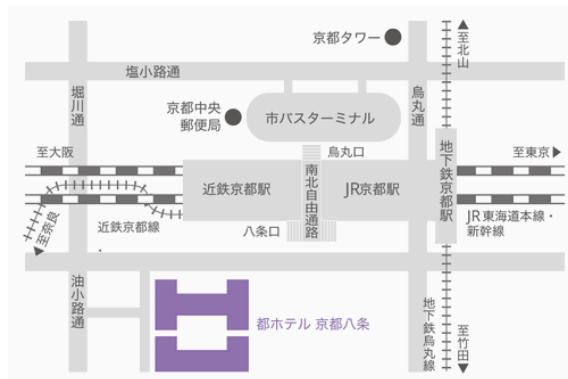 京都タワー
至北山
塩小路通
堀川通
烏丸通
京都中央
郵便局
市バスターミナル
至大阪
烏丸口
地下鉄京都駅
至東京
近鉄京都駅
南北自由通路
JR京都駅
至奈良
近鉄京都線
八条口
JR東海道本線・
新幹線
油小路通
都ホテル 京都八条
地下鉄烏丸線
至竹田